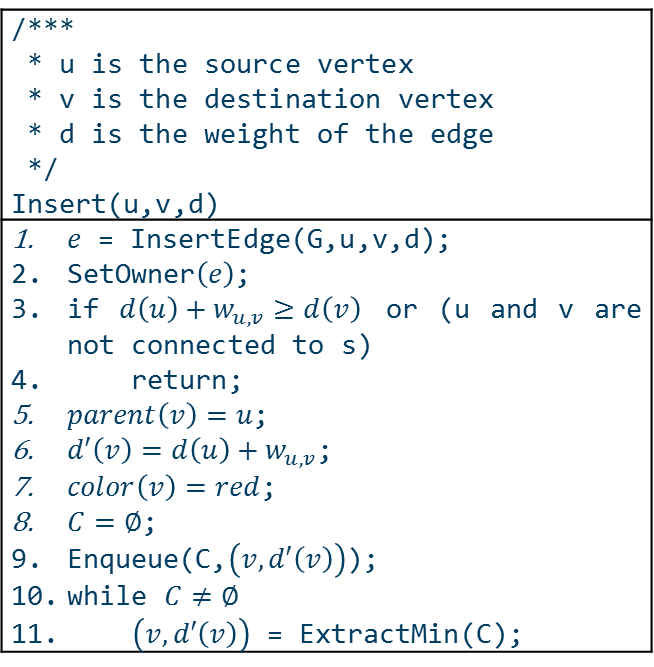 /***
 * u is the source vertex
 * v is the destination vertex
 * d is the weight of the edge
 */
Insert(u,v,d)
1. e = InsertEdge(G,u,v,d);
2. SetOwner(e);
3. if d(u) + w_{u,v} ≥ d(v) or (u and v are
not connected to s)
4. return;
5. parent(v) = u;
6. d′(v) = d(u) + w_{u,v};
7. color(v) = red;
8. C = ∅;
9. Enqueue(C,(v,d′(v)));
10. while C ≠ ∅
11. (v,d′(v)) = ExtractMin(C);